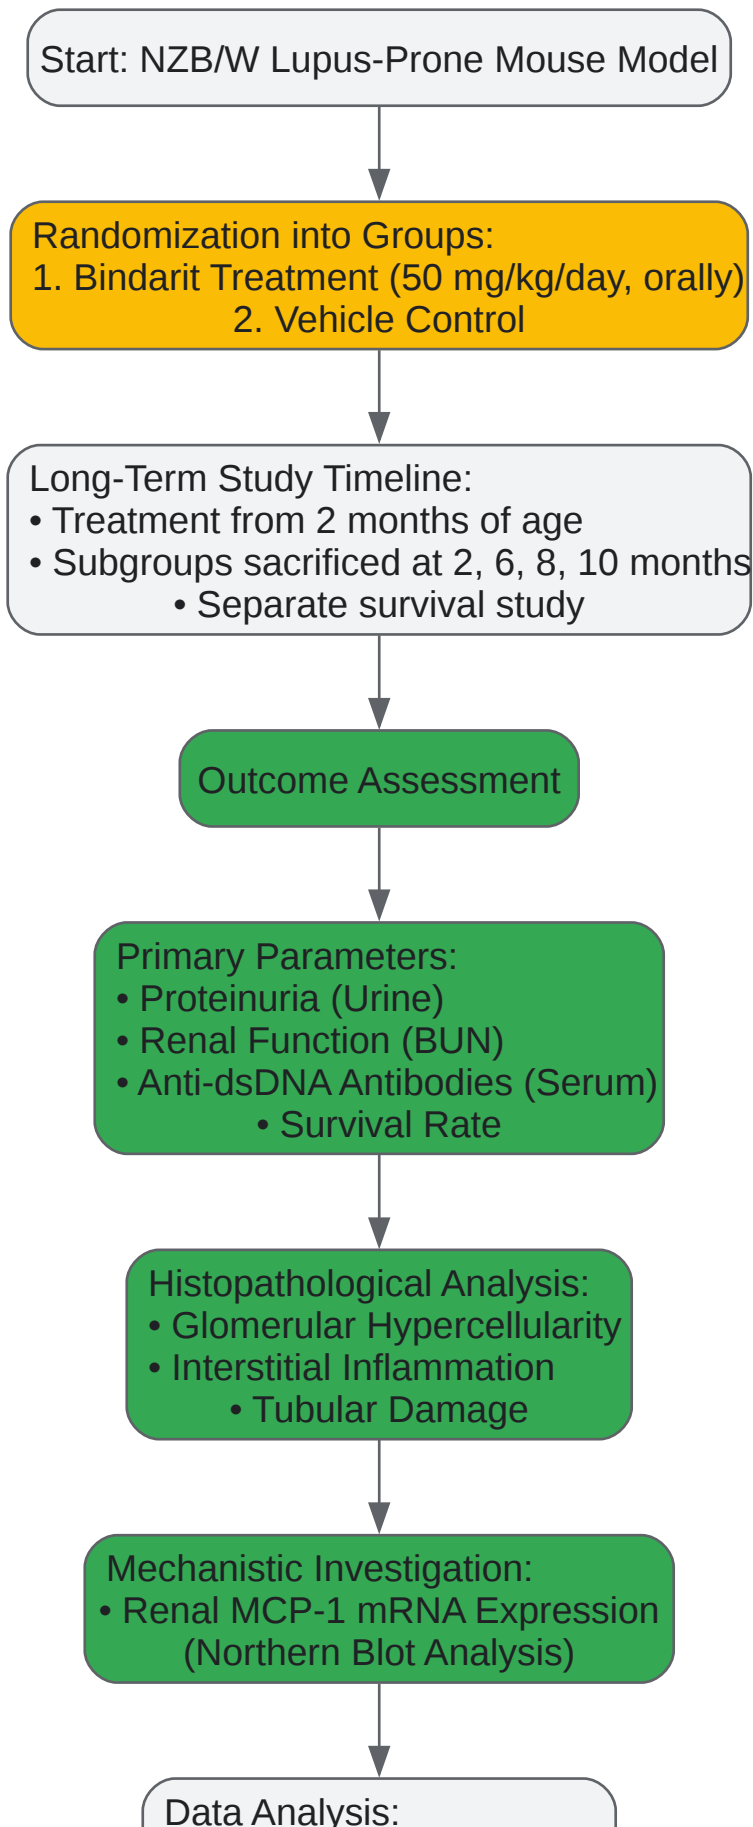 Start: NZB/W Lupus-Prone Mouse Model
Randomization into Groups:
1. Bindarit Treatment (50 mg/kg/day, orally)
2. Vehicle Control
Long-Term Study Timeline:
• Treatment from 2 months of age
• Subgroups sacrificed at 2, 6, 8, 10 months
• Separate survival study
Outcome Assessment
Primary Parameters:
• Proteinuria (Urine)
• Renal Function (BUN)
• Anti-dsDNA Antibodies (Serum)
• Survival Rate
Histopathological Analysis:
• Glomerular Hypercellularity
• Interstitial Inflammation
• Tubular Damage
Mechanistic Investigation:
• Renal MCP-1 mRNA Expression
(Northern Blot Analysis)
Data Analysis: